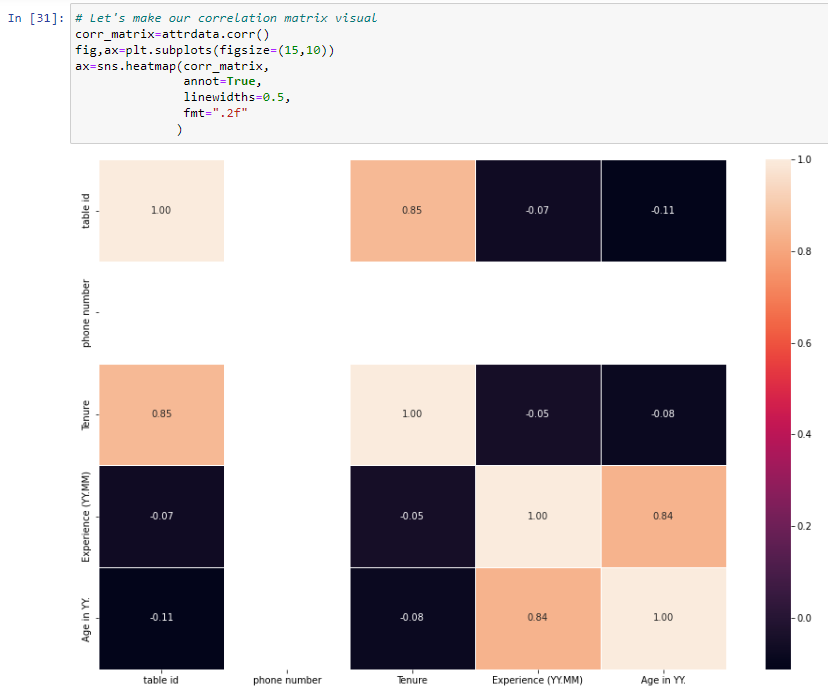 In [31]: # Let's make our correlation matrix visual
corr_matrix=attrdata.corr()
fig,ax=plt.subplots(figsize=(15,10))
ax=sns.heatmap(corr_matrix,
annot=True,
linewidths=0.5,
fmt=".2f"
)
1.0
table id
1.00 0.85 -0.07 -0.11
0.8
phone number
0.6
Tenure
0.85 1.00 -0.05 -0.08
0.4
Experience (YY.MM)
-0.07 -0.05 1.00 0.84
0.2
Age in YY.
-0.11 -0.08 0.84 1.00
0.0
table id phone number Tenure Experience (YY.MM) Age in YY.